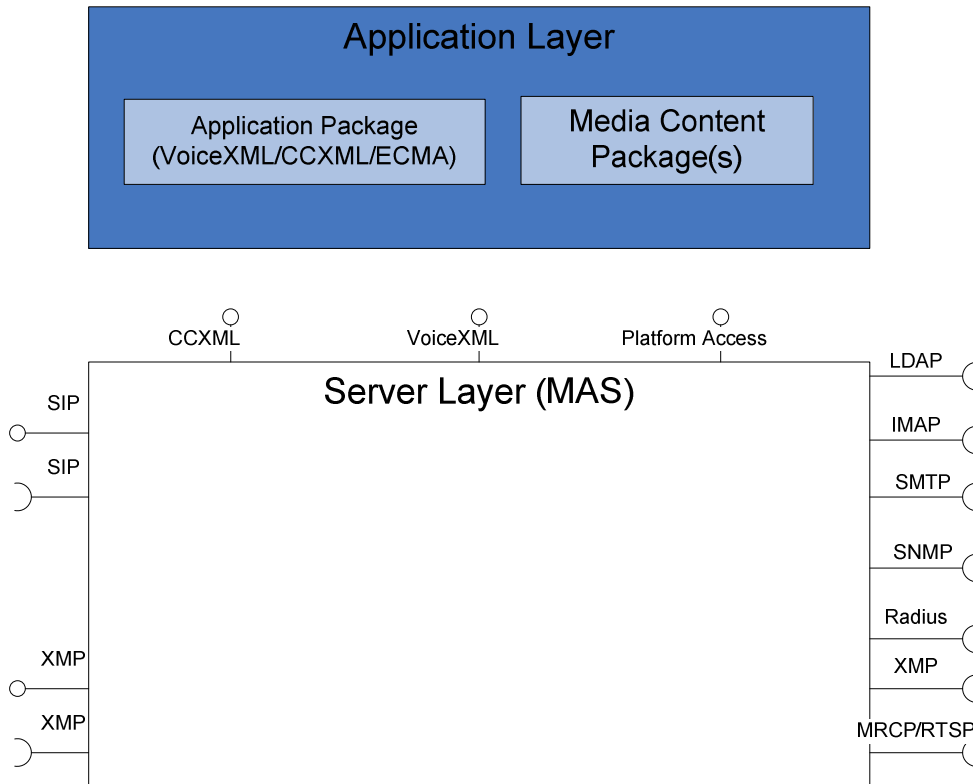 Application Layer
Application Package
(VoiceXML/CCXML/ECMA)
Media Content
Package(s)
CCXML
VoiceXML
Platform Access
Server Layer (MAS)
SIP
SIP
XMP
XMP
LDAP
IMAP
SMTP
SNMP
Radius
XMP
MRCP/RTSP